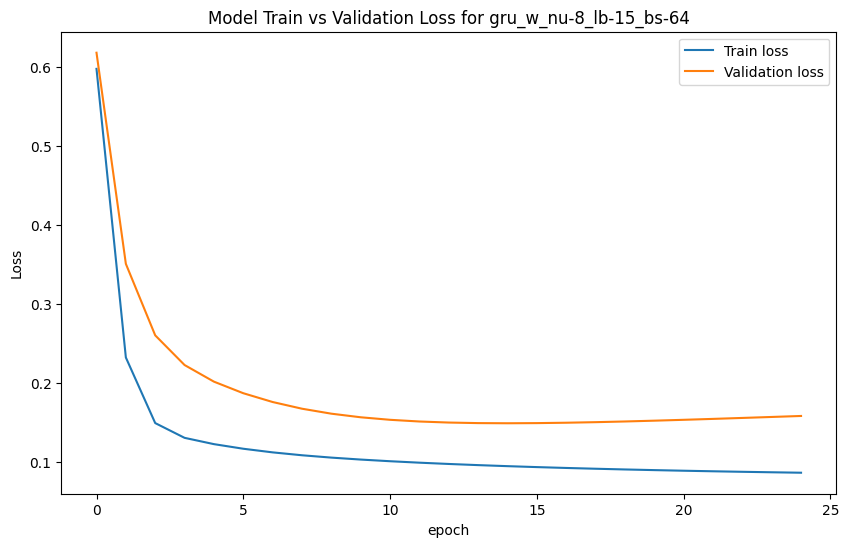 Model Train vs Validation Loss for gru_w_nu-8_lb-15_bs-64
Train loss
Validation loss
0.6
0.5
0.4
0.3
0.2
0.1
Loss
0 5 10 15 20 25
epoch